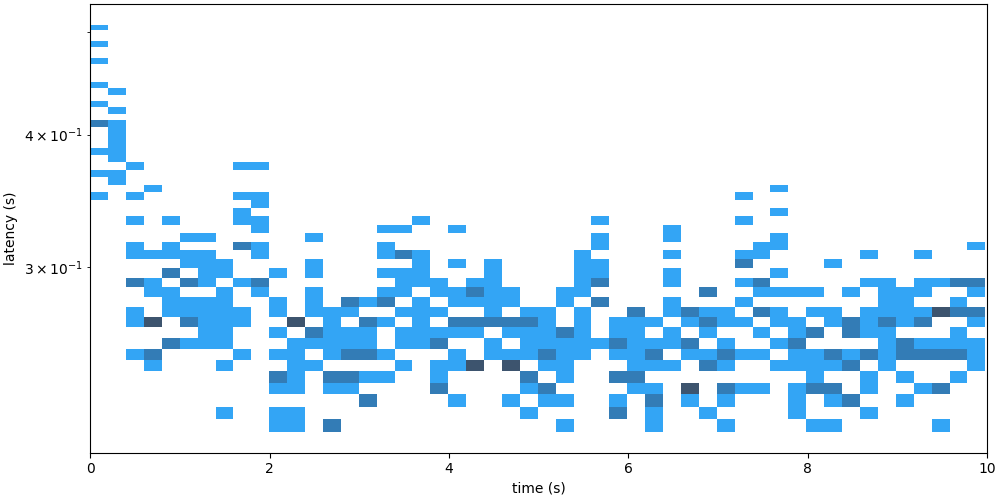 latency (s)
4 × 10⁻¹
3 × 10⁻¹
0 2 4 6 8 10
time (s)